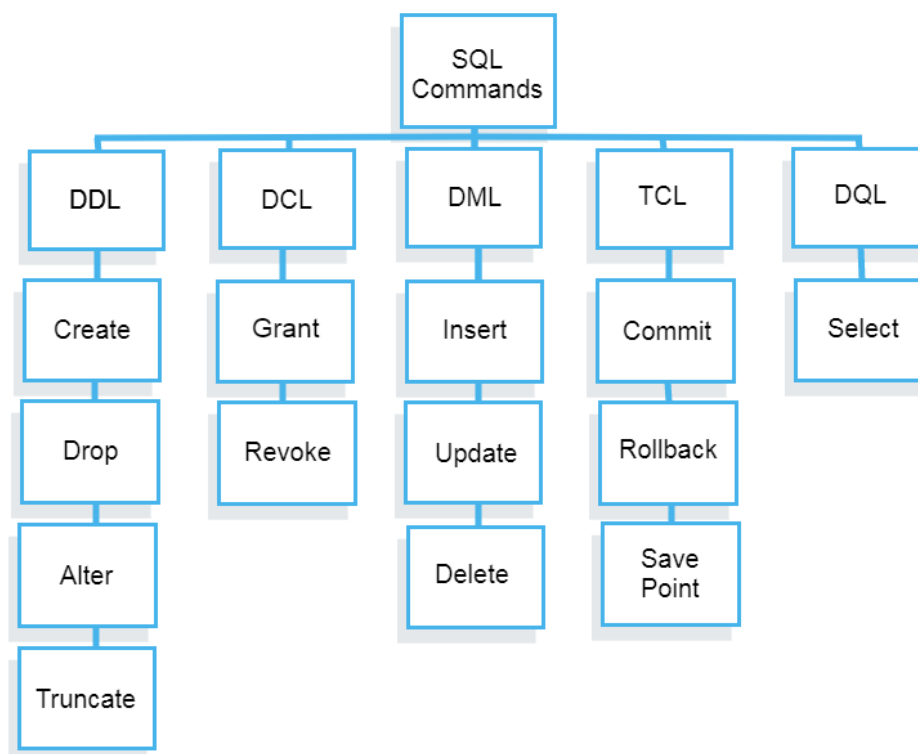 SQL
Commands
DDL
DCL
DML
TCL
DQL
Create
Grant
Insert
Commit
Select
Drop
Revoke
Update
Rollback
Alter
Delete
Save
Point
Truncate